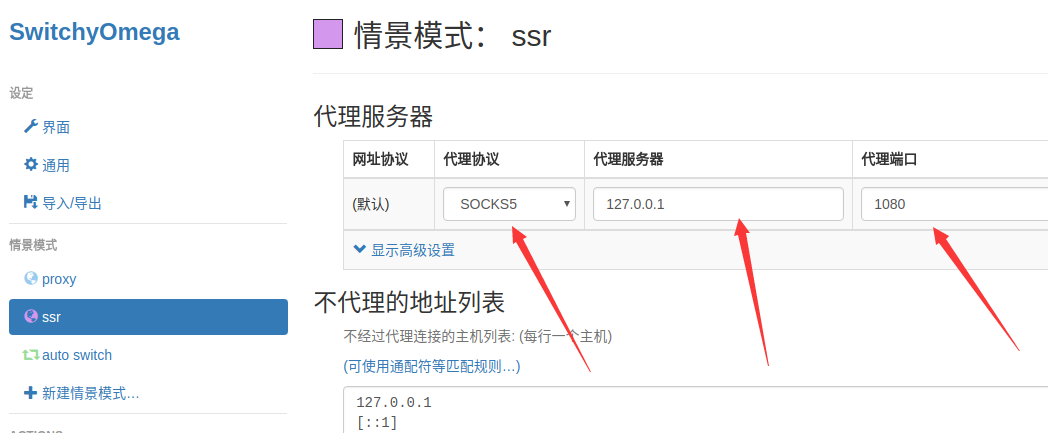 SwitchyOmega
设定
界面
通用
导入/导出
情景模式
proxy
ssr
auto switch
新建情景模式…
情景模式： ssr
代理服务器
网址协议 代理协议 代理服务器 代理端口
(默认) SOCKS5 127.0.0.1 1080
显示高级设置
不代理的地址列表
不经过代理连接的主机列表: (每行一个主机)
(可使用通配符等匹配规则…)
127.0.0.1
[::1]